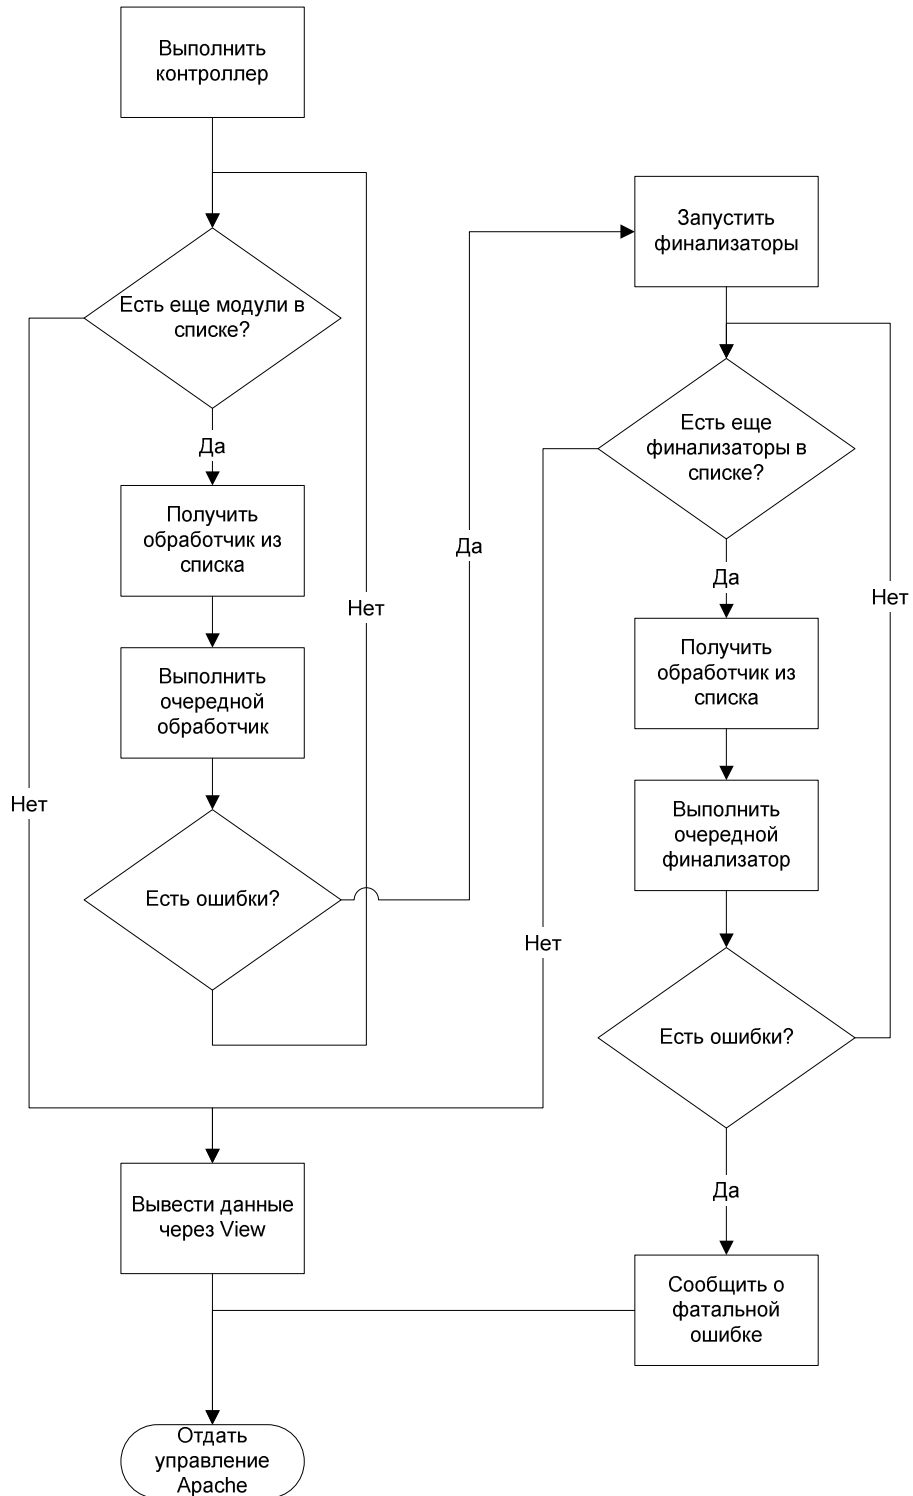 Выполнить
контроллер
Есть еще модули в
списке?
Да
Получить
обработчик из
списка
Выполнить
очередной
обработчик
Нет
Нет
Есть ошибки?
Да
Запустить
финализаторы
Есть еще
финализаторы в
списке?
Да
Нет
Получить
обработчик из
списка
Выполнить
очередной
финализатор
Нет
Есть ошибки?
Да
Вывести данные
через View
Сообщить о
фатальной
ошибке
Отдать
управление
Apache